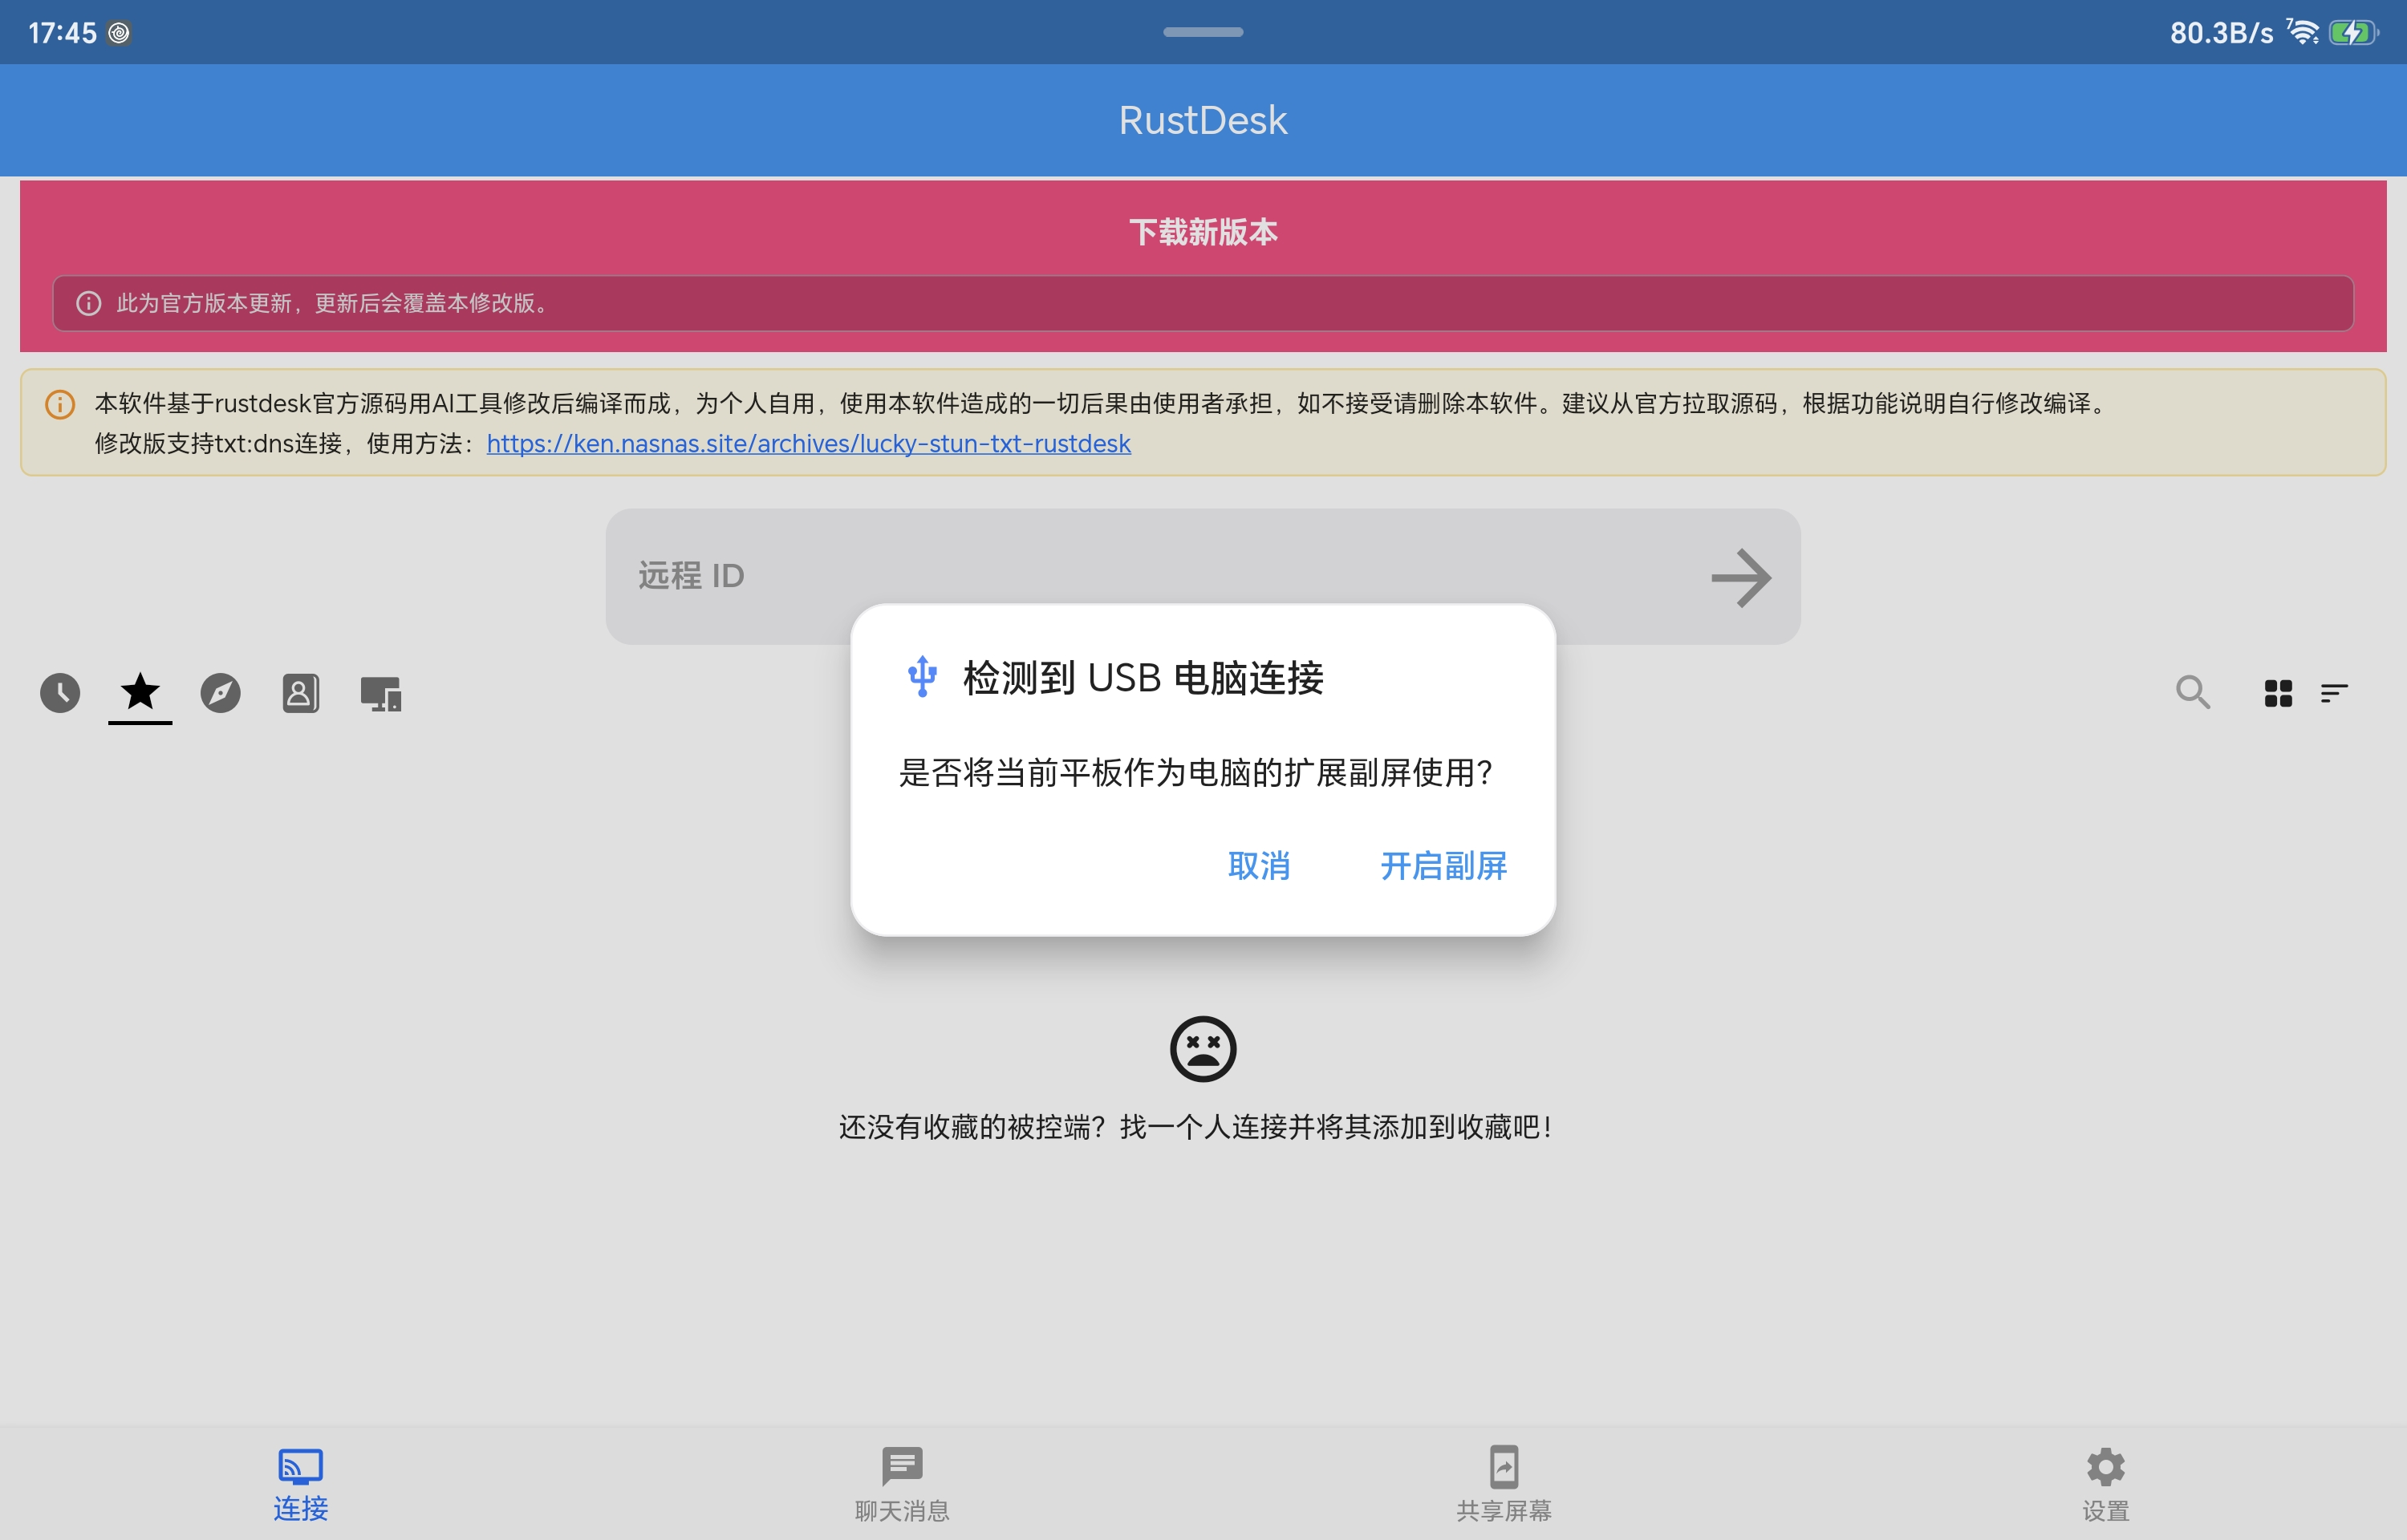 17:45
80.3B/s
7
RustDesk
下载新版本
此为官方版本更新，更新后会覆盖本修改版。
本软件基于rustdesk官方源码用AI工具修改后编译而成，为个人自用，使用本软件造成的一切后果由使用者承担，如不接受请删除本软件。建议从官方拉取源码，根据功能说明自行修改编译。
修改版支持txt:dns连接，使用方法：https://ken.nasnas.site/archives/lucky-stun-txt-rustdesk
远程 ID
检测到 USB 电脑连接
是否将当前平板作为电脑的扩展副屏使用？
取消
开启副屏
还没有收藏的被控端？找一个人连接并将其添加到收藏吧！
连接
聊天消息
共享屏幕
设置